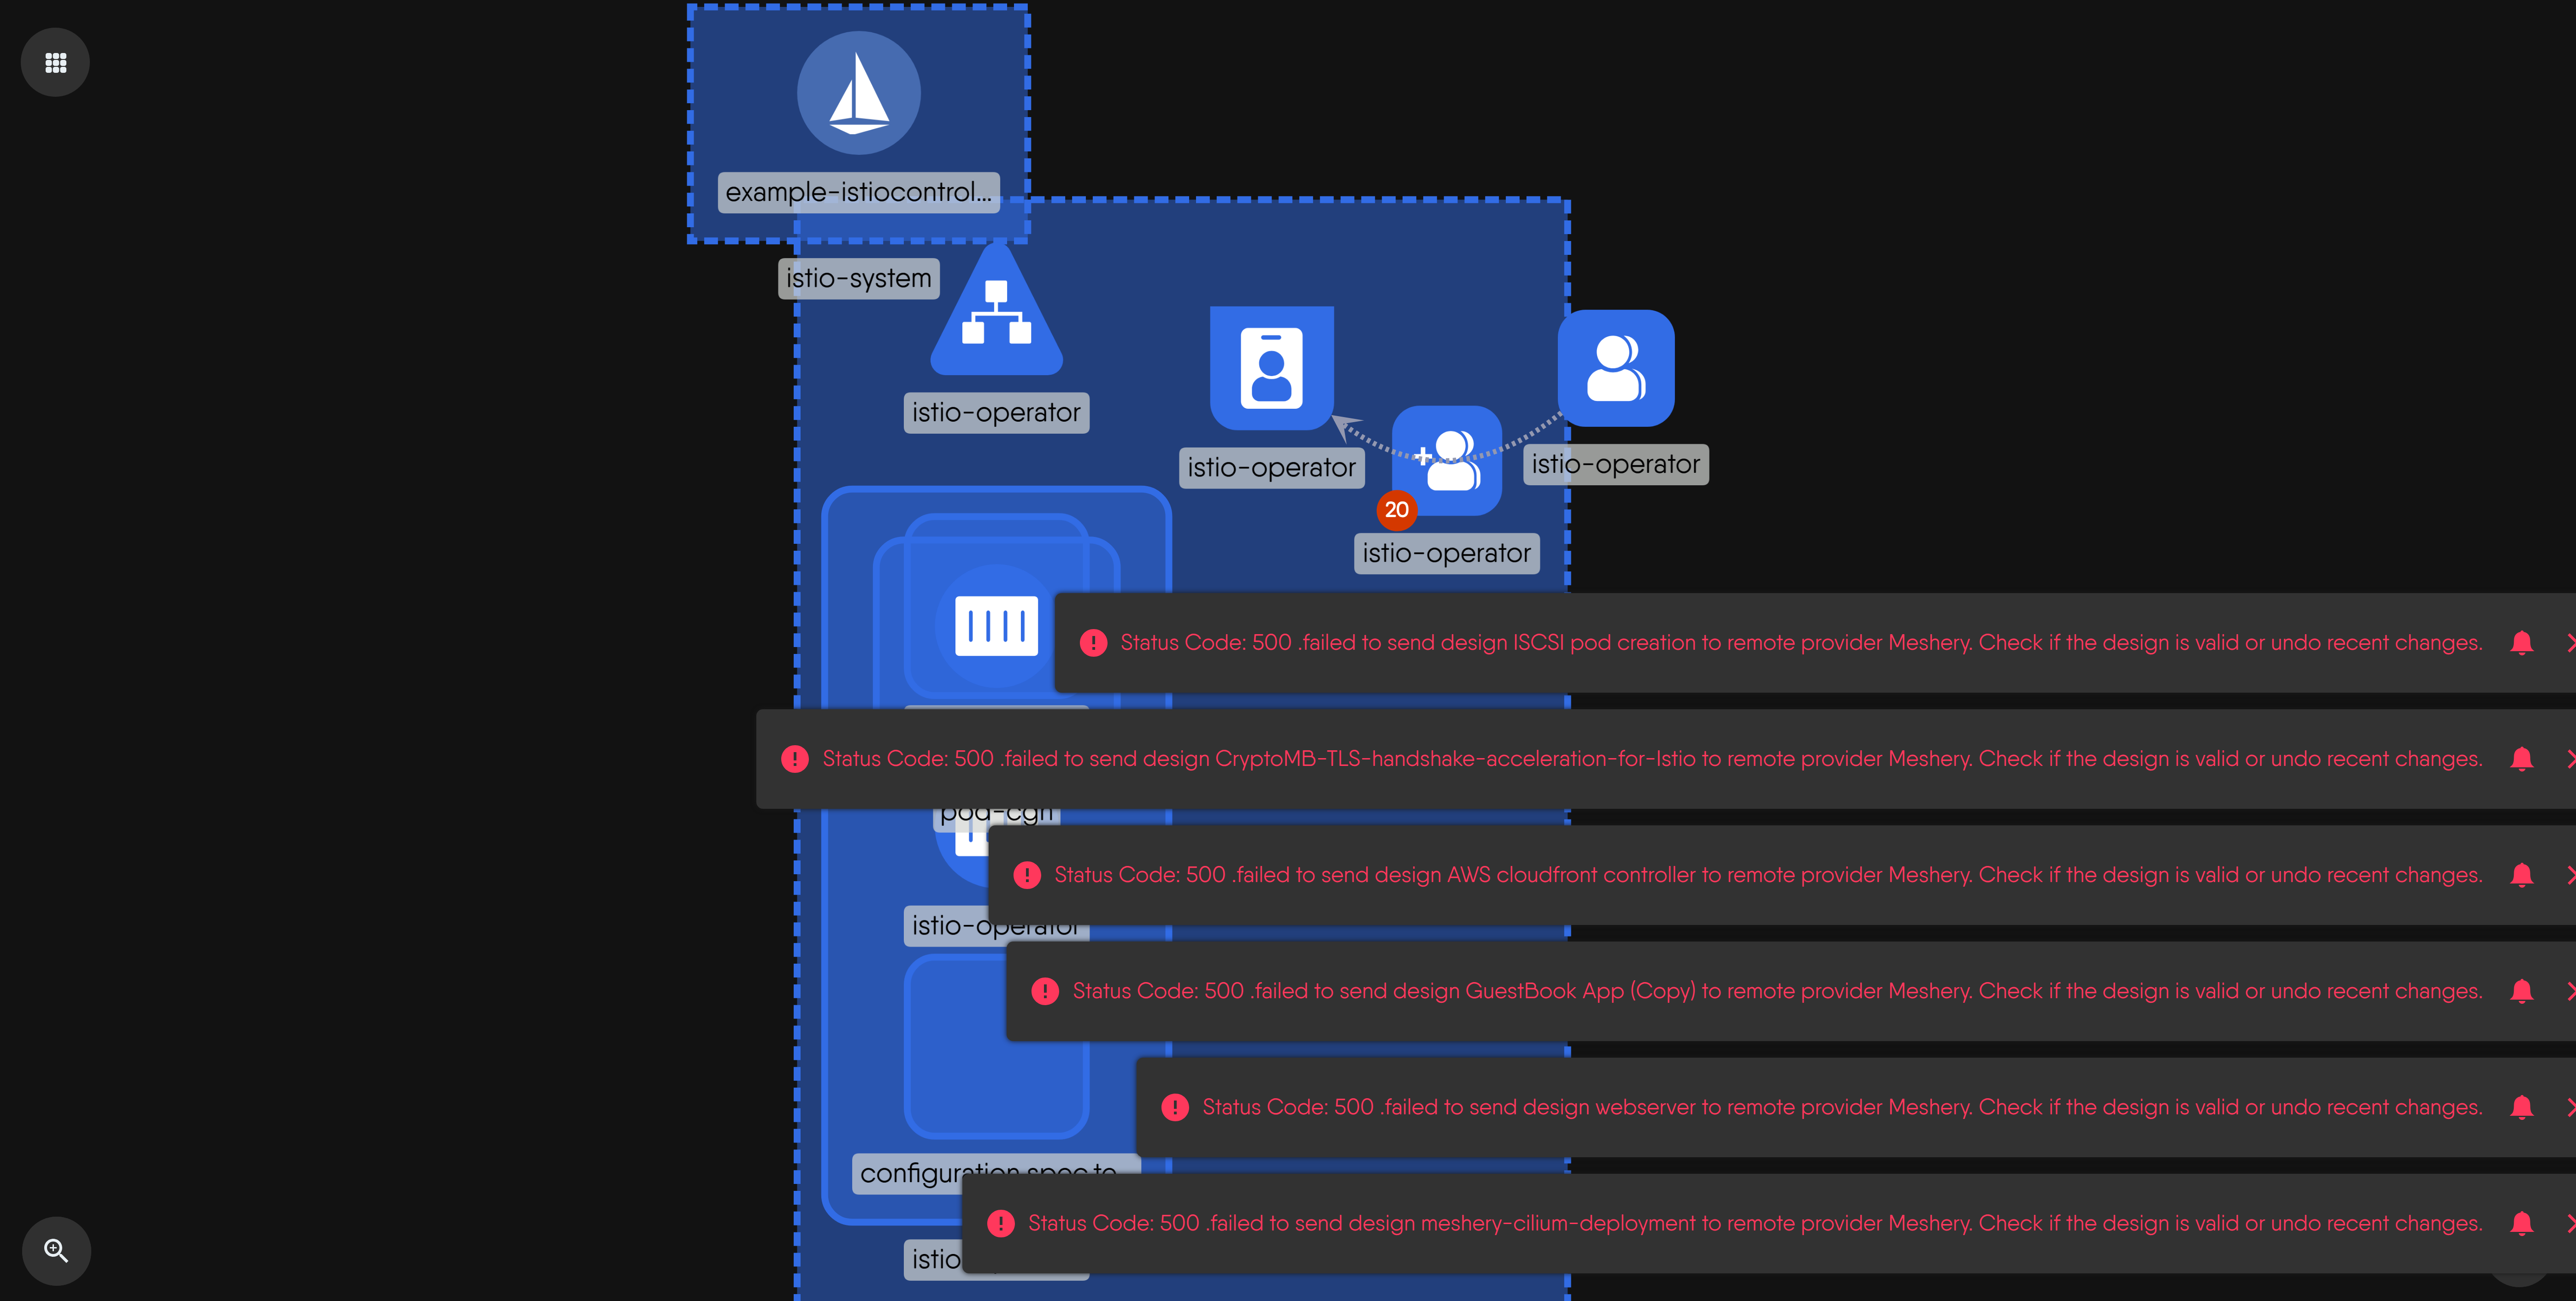 example-istiocontrol...
istio-system
istio-operator
istio-operator
istio-operator
20
istio-operator
Status Code: 500 .failed to send design ISCSI pod creation to remote provider Meshery. Check if the design is valid or undo recent changes.
Status Code: 500 .failed to send design CryptoMB-TLS-handshake-acceleration-for-Istio to remote provider Meshery. Check if the design is valid or undo recent changes.
pod-cgn
Status Code: 500 .failed to send design AWS cloudfront controller to remote provider Meshery. Check if the design is valid or undo recent changes.
istio-operator
Status Code: 500 .failed to send design GuestBook App (Copy) to remote provider Meshery. Check if the design is valid or undo recent changes.
Status Code: 500 .failed to send design webserver to remote provider Meshery. Check if the design is valid or undo recent changes.
configuration spec to
Status Code: 500 .failed to send design meshery-cilium-deployment to remote provider Meshery. Check if the design is valid or undo recent changes.
istio